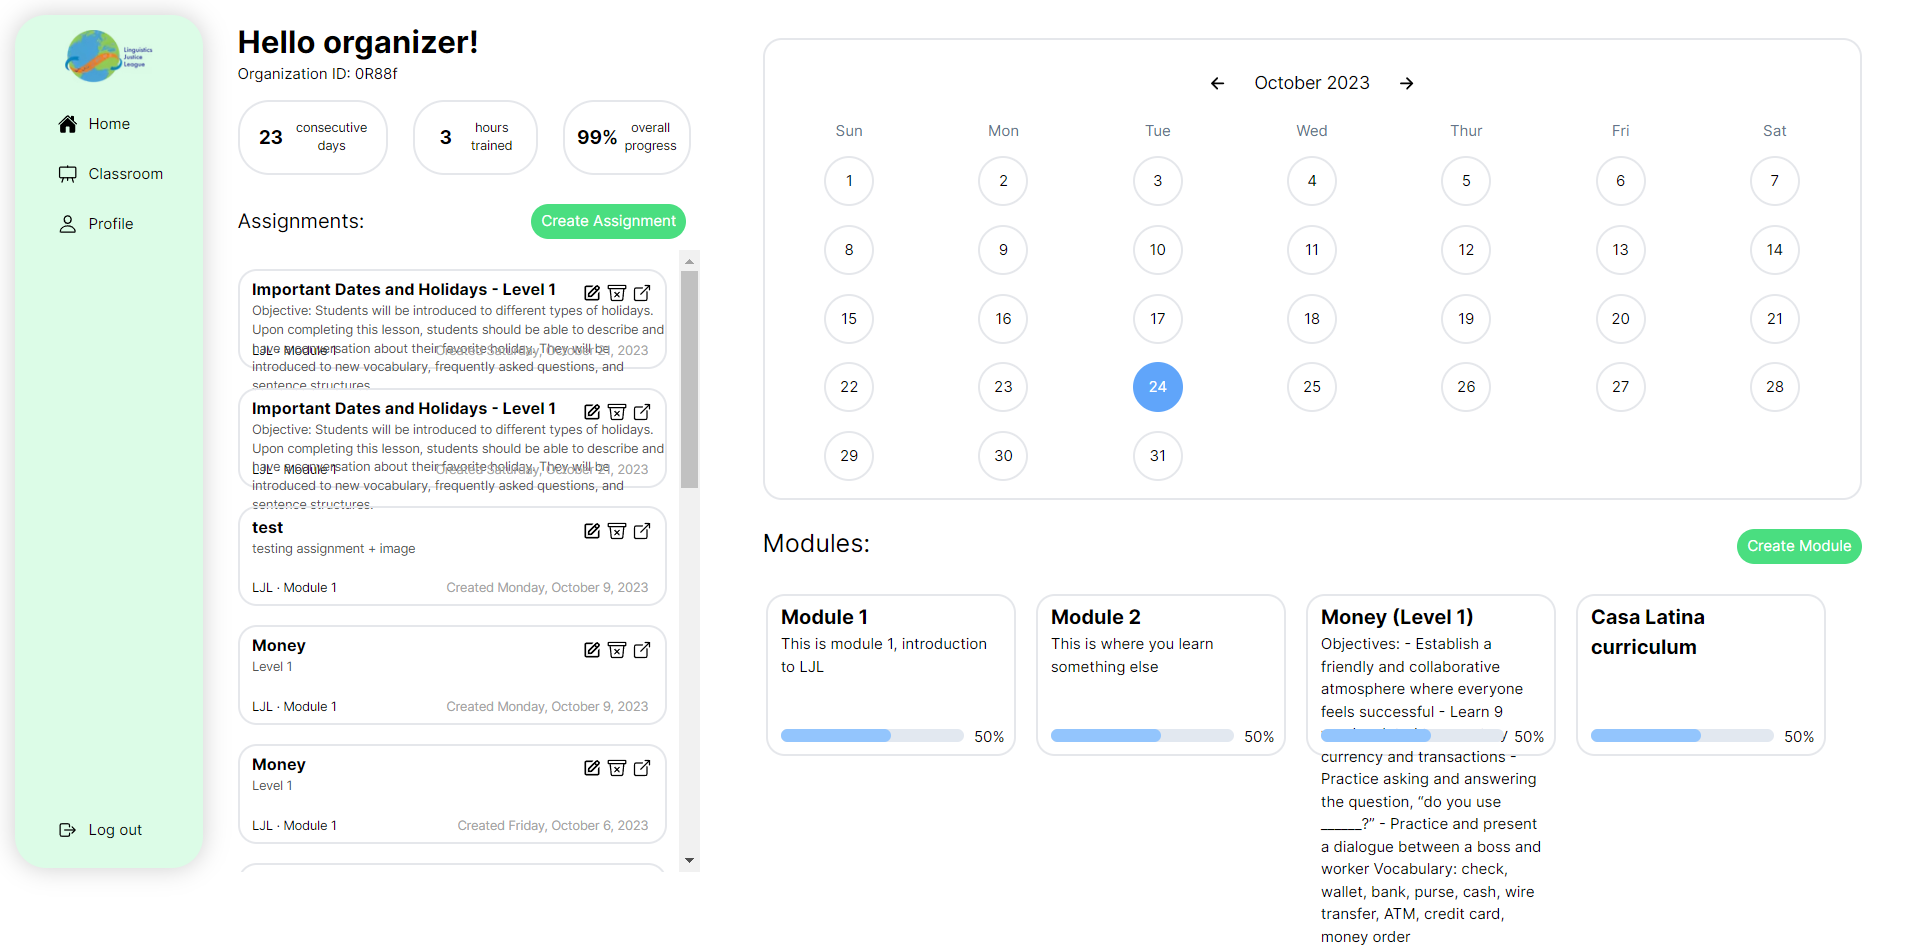 Linguistics
Justice
League
Home
Classroom
Profile
Log out
Hello organizer!
Organization ID: 0R88f
23 consecutive days
3 hours trained
99% overall progress
Assignments:
Create Assignment
Important Dates and Holidays - Level 1
Objective: Students will be introduced to different types of holidays.
Upon completing this lesson, students should be able to describe and
have a conversation about their favorite holiday. They will be
LJL · Module 1 Created Saturday, October 21, 2023
introduced to new vocabulary, frequently asked questions, and
sentence structures.
Important Dates and Holidays - Level 1
Objective: Students will be introduced to different types of holidays.
Upon completing this lesson, students should be able to describe and
have a conversation about their favorite holiday. They will be
LJL · Module 1 Created Saturday, October 21, 2023
introduced to new vocabulary, frequently asked questions, and
sentence structures.
test
testing assignment + image
LJL · Module 1 Created Monday, October 9, 2023
Money
Level 1
LJL · Module 1 Created Monday, October 9, 2023
Money
Level 1
LJL · Module 1 Created Friday, October 6, 2023
October 2023
Sun Mon Tue Wed Thur Fri Sat
1 2 3 4 5 6 7
8 9 10 11 12 13 14
15 16 17 18 19 20 21
22 23 24 25 26 27 28
29 30 31
Modules:
Create Module
Module 1
This is module 1, introduction
to LJL
50%
Module 2
This is where you learn
something else
50%
Money (Level 1)
Objectives: - Establish a
friendly and collaborative
atmosphere where everyone
feels successful - Learn 9
50%
currency and transactions -
Practice asking and answering
the question, “do you use
______?” - Practice and present
a dialogue between a boss and
worker Vocabulary: check,
wallet, bank, purse, cash, wire
transfer, ATM, credit card,
money order
Casa Latina
curriculum
50%